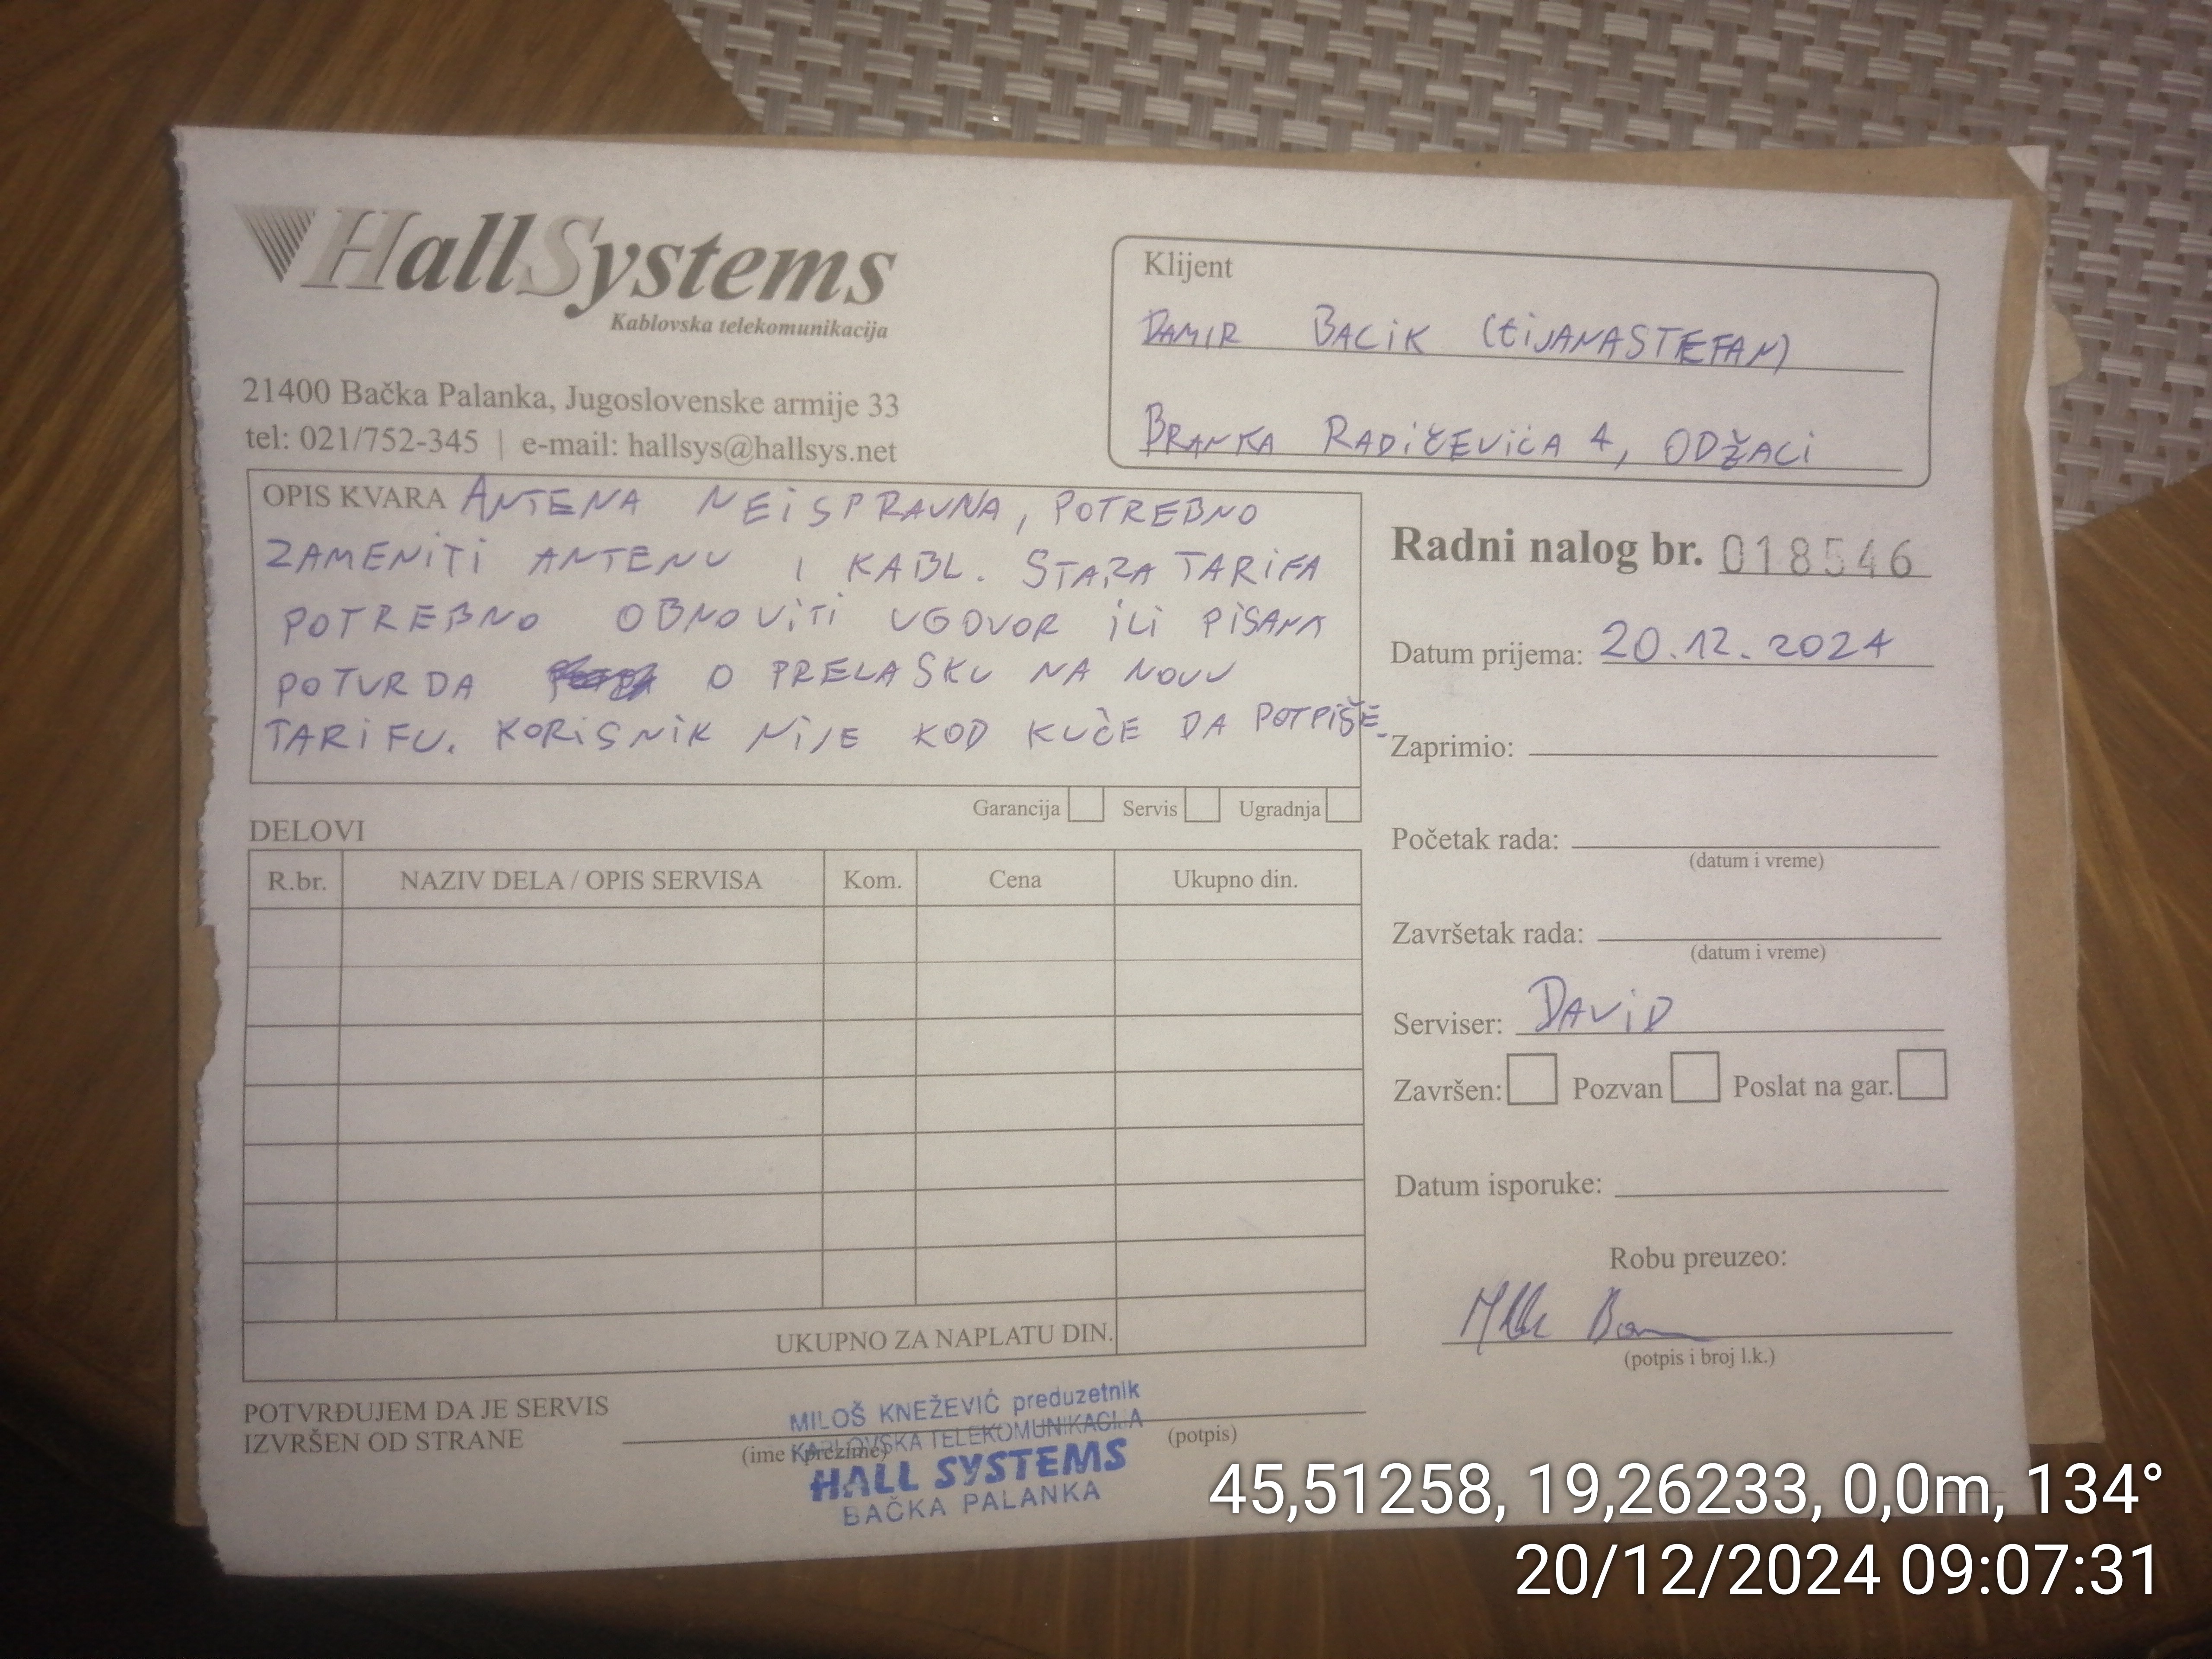 HallSystems
Kablovska telekomunikacija
21400 Bačka Palanka, Jugoslovenske armije 33
tel: 021/752-345 | e-mail: hallsys@hallsys.net
Klijent
DAMIR BACIK (tiJANASTEFAN)
BRANKA RADIČEVIĆA 4, ODŽACI
OPIS KVARA ANTENA NEISPRAVNA, POTREBNO
ZAMENITI ANTENU I KABL. STARA TARIFA
POTREBNO OBNOVITI UGOVOR ILI PISANA
POTVRDA O PRELASKU NA NOVU
TARIFU. KORISNIK NIJE KOD KUĆE DA POTPIŠE.
Garancija Servis Ugradnja
Radni nalog br. 018546
Datum prijema: 20.12.2024
Zaprimio:
Početak rada:
(datum i vreme)
Završetak rada:
(datum i vreme)
Serviser: DAVID
Završen: Pozvan Poslat na gar.
Datum isporuke:
Robu preuzeo:
(potpis i broj l.k.)
DELOVI
R.br. NAZIV DELA / OPIS SERVISA Kom. Cena Ukupno din.
UKUPNO ZA NAPLATU DIN.
POTVRĐUJEM DA JE SERVIS
IZVRŠEN OD STRANE
(ime i prezime) (potpis)
MILOŠ KNEŽEVIĆ preduzetnik
KABLOVSKA TELEKOMUNIKACIJA
HALL SYSTEMS
BAČKA PALANKA
45,51258, 19,26233, 0,0m, 134°
20/12/2024 09:07:31